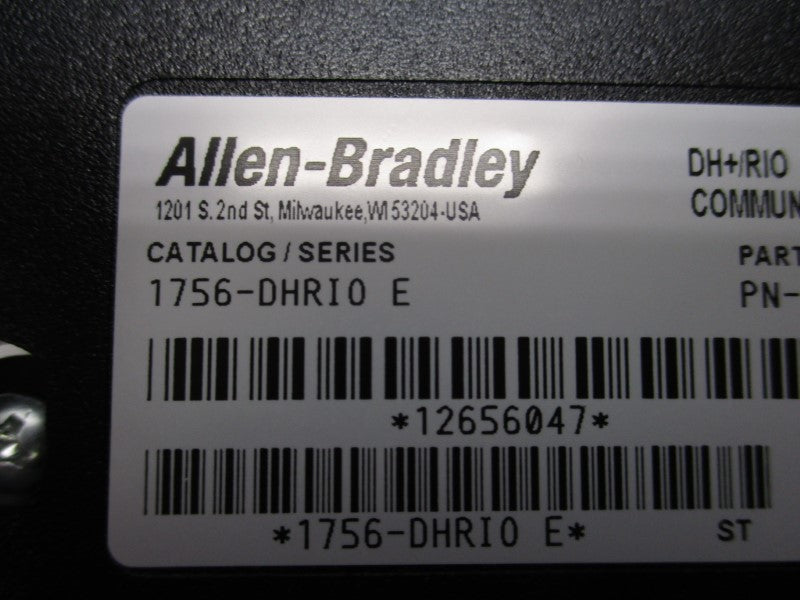 Allen-Bradley
1201 S. 2nd St, Milwaukee, WI 53204-USA
DH+/RIO
COMMUN
CATALOG / SERIES
1756-DHRIO E
PART
PN-
*12656047*
*1756-DHRIO E*
ST